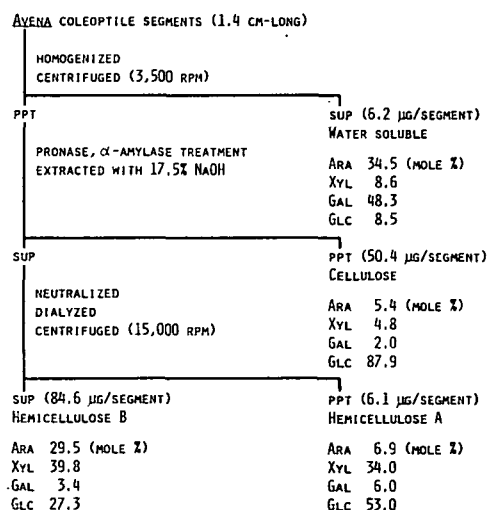 AVENA COLEOPTILE SEGMENTS (1.4 CM-LONG)
HOMOGENIZED
CENTRIFUGED (3,500 RPM)
PPT
SUP (6.2 µG/SEGMENT)
WATER SOLUBLE
ARA 34.5 (MOLE %)
XYL 8.6
GAL 48.3
GLC 8.5
PRONASE, α-AMYLASE TREATMENT
EXTRACTED WITH 17.5% NAOH
SUP
PPT (50.4 µG/SEGMENT)
CELLULOSE
ARA 5.4 (MOLE %)
XYL 4.8
GAL 2.0
GLC 87.9
NEUTRALIZED
DIALYZED
CENTRIFUGED (15,000 RPM)
SUP (84.6 µG/SEGMENT)
HEMICELLULOSE B
ARA 29.5 (MOLE %)
XYL 39.8
GAL 3.4
GLC 27.3
PPT (6.1 µG/SEGMENT)
HEMICELLULOSE A
ARA 6.9 (MOLE %)
XYL 34.0
GAL 6.0
GLC 53.0